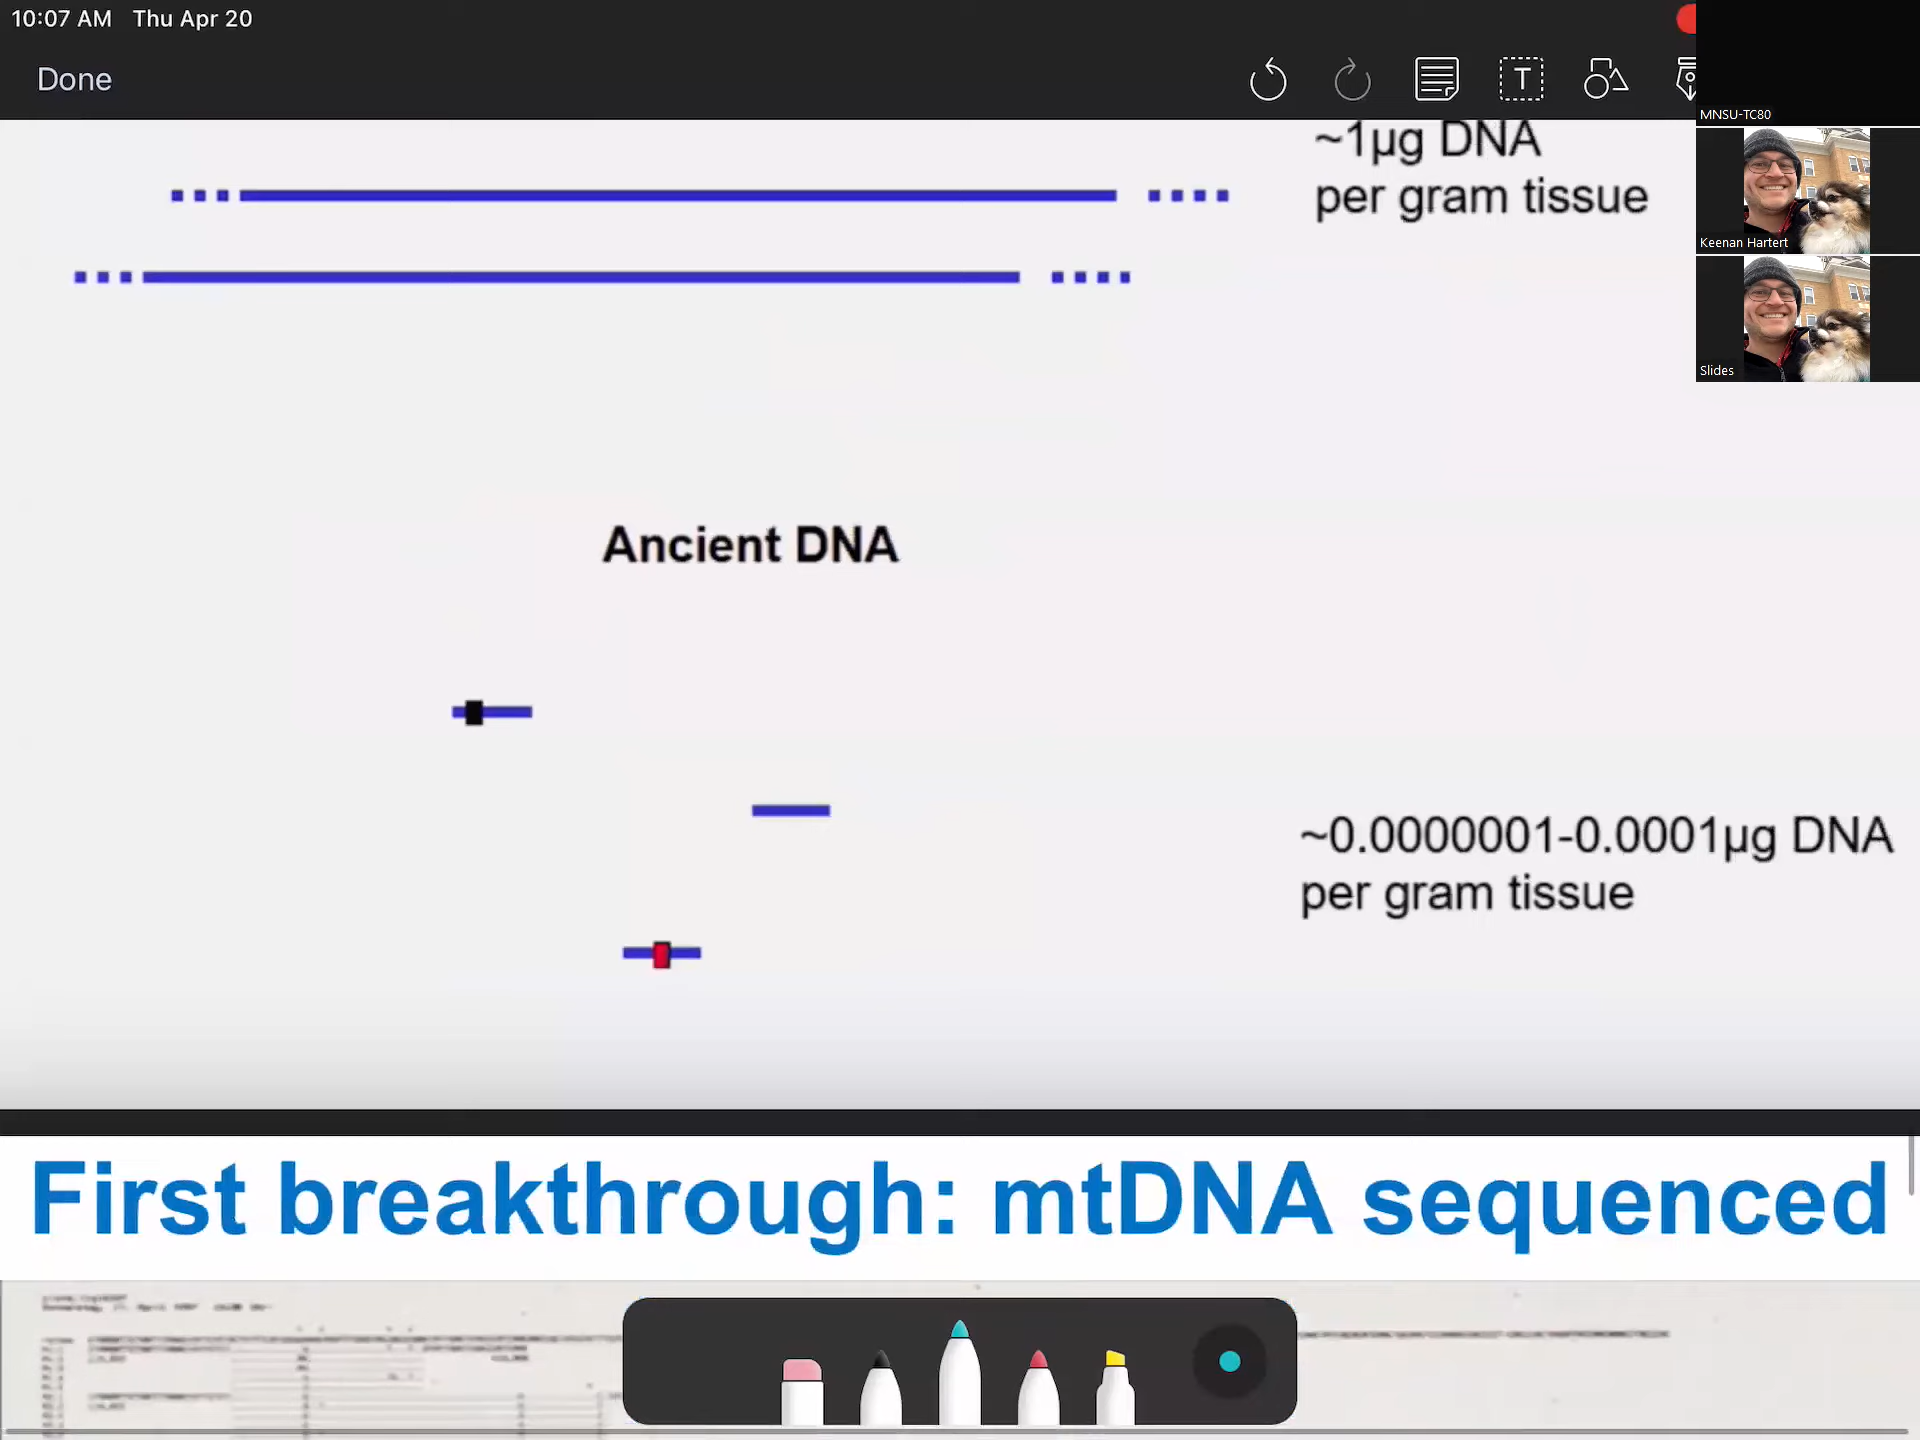 10:07 AM Thu Apr 20
Done
T
MNSU-TC80
~1µg DNA
per gram tissue
Keenan Hartert
Slides
Ancient DNA
~0.0000001-0.0001µg DNA
per gram tissue
First breakthrough: mtDNA sequenced